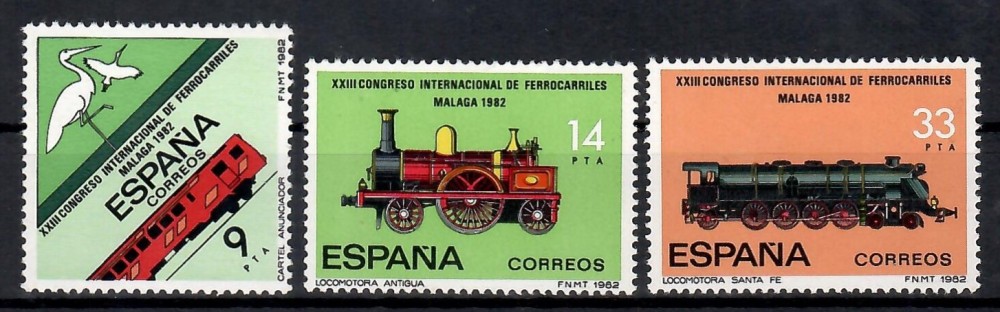 XXIII CONGRESO INTERNACIONAL DE FERROCARRILES
MALAGA 1982
ESPAÑA
CORREOS
9
PTA
CARTEL ANUNCIADOR
FNMT 1982
XXIII CONGRESO INTERNACIONAL DE FERROCARRILES
MALAGA 1982
14
PTA
ESPAÑA
CORREOS
LOCOMOTORA ANTIGUA
FNMT 1982
XXIII CONGRESO INTERNACIONAL DE FERROCARRILES
MALAGA 1982
33
PTA
ESPAÑA
CORREOS
LOCOMOTORA SANTA FE
FNMT 1982